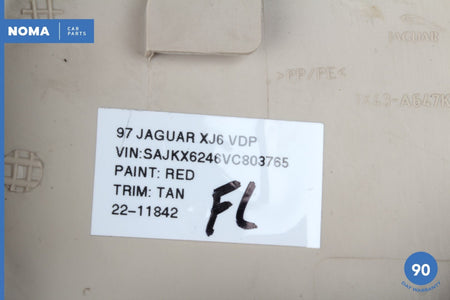 NOMA CAR PARTS
JAGUAR
>PP/PE<
97 JAGUAR XJ6 VDP
VIN:SAJKX6246VC803765
PAINT: RED
TRIM: TAN
22-11842
FL
90
DAY WARRANTY